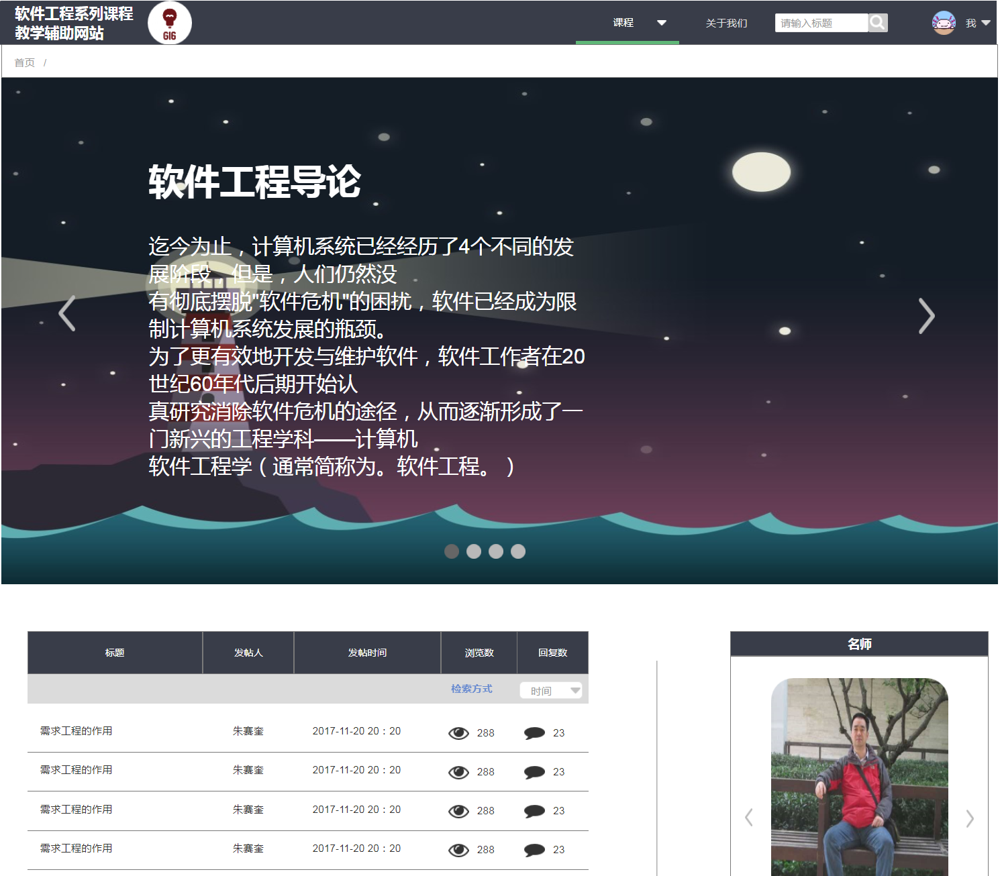 软件工程系列课程
教学辅助网站
G16
课程
关于我们
请输入标题
我
首页 /
软件工程导论
迄今为止，计算机系统已经经历了4个不同的发
展阶段，但是，人们仍然没
有彻底摆脱"软件危机"的困扰，软件已经成为限
制计算机系统发展的瓶颈。
为了更有效地开发与维护软件，软件工作者在20
世纪60年代后期开始认
真研究消除软件危机的途径，从而逐渐形成了一
门新兴的工程学科——计算机
软件工程学（通常简称为。软件工程。）
标题 发帖人 发帖时间 浏览数 回复数
检索方式 时间
需求工程的作用 朱赛奎 2017-11-20 20：20 288 23
需求工程的作用 朱赛奎 2017-11-20 20：20 288 23
需求工程的作用 朱赛奎 2017-11-20 20：20 288 23
需求工程的作用 朱赛奎 2017-11-20 20：20 288 23
名师